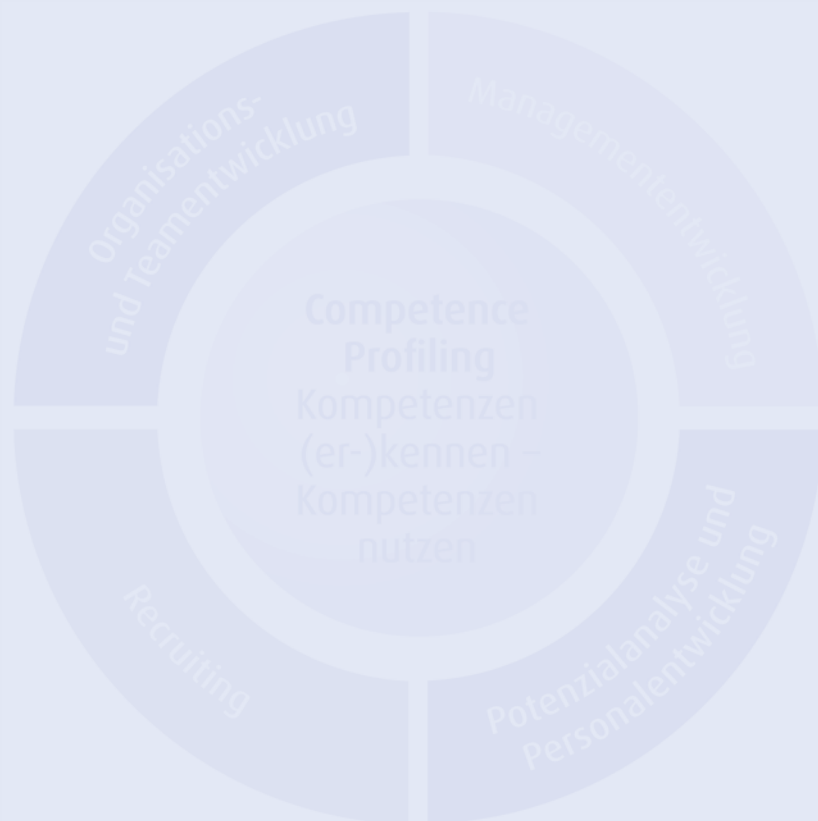 Organisations-
und Teamentwicklung
Managemententwicklung
Competence
Profiling
Kompetenzen
(er-)kennen –
Kompetenzen
nutzen
Recruiting
Potenzialanalyse und
Personalentwicklung